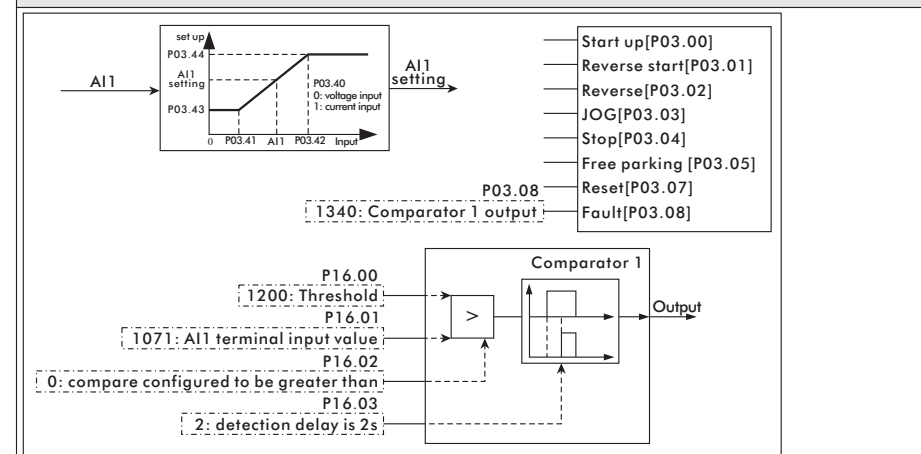 set up
P03.44
AI1
setting
P03.43
P03.40
0: voltage input
1: current input
0 P03.41 AI1 P03.42 Input
AI1
AI1
setting
Start up[P03.00]
Reverse start[P03.01]
Reverse[P03.02]
JOG[P03.03]
Stop[P03.04]
Free parking [P03.05]
Reset[P03.07]
Fault[P03.08]
P03.08
1340: Comparator 1 output
Comparator 1
P16.00
1200: Threshold
P16.01
1071: AI1 terminal input value
P16.02
0: compare configured to be greater than
P16.03
2: detection delay is 2s
>
Output